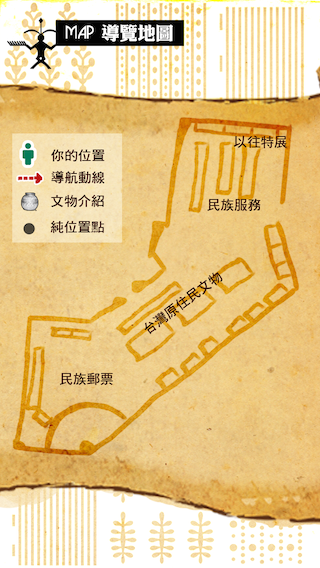 MAP 導覽地圖
以往特展
你的位置
導航動線
文物介紹
民族服務
純位置點
台灣原住民文物
民族郵票